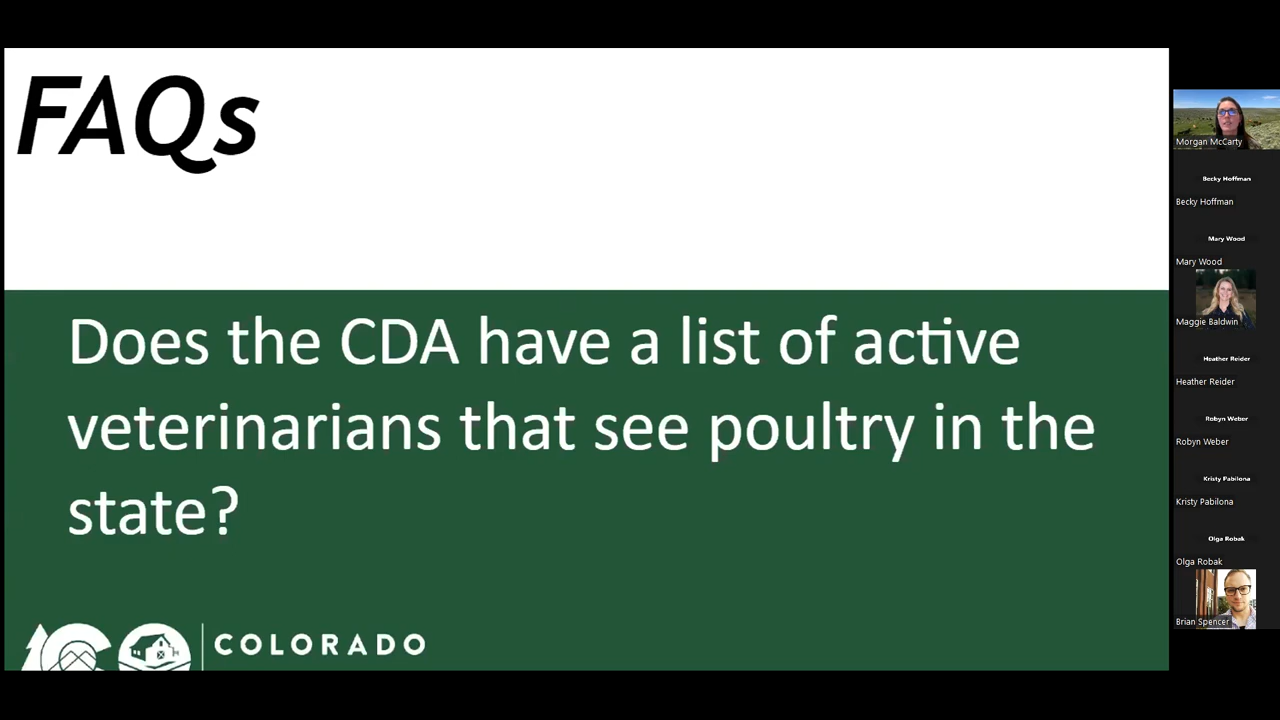 FAQs
Does the CDA have a list of active
veterinarians that see poultry in the
state?
COLORADO
Morgan McCarty
Becky Hoffman
Becky Hoffman
Mary Wood
Mary Wood
Maggie Baldwin
Heather Reider
Heather Reider
Robyn Weber
Robyn Weber
Kristy Pabilona
Kristy Pabilona
Olga Robak
Olga Robak
Brian Spencer